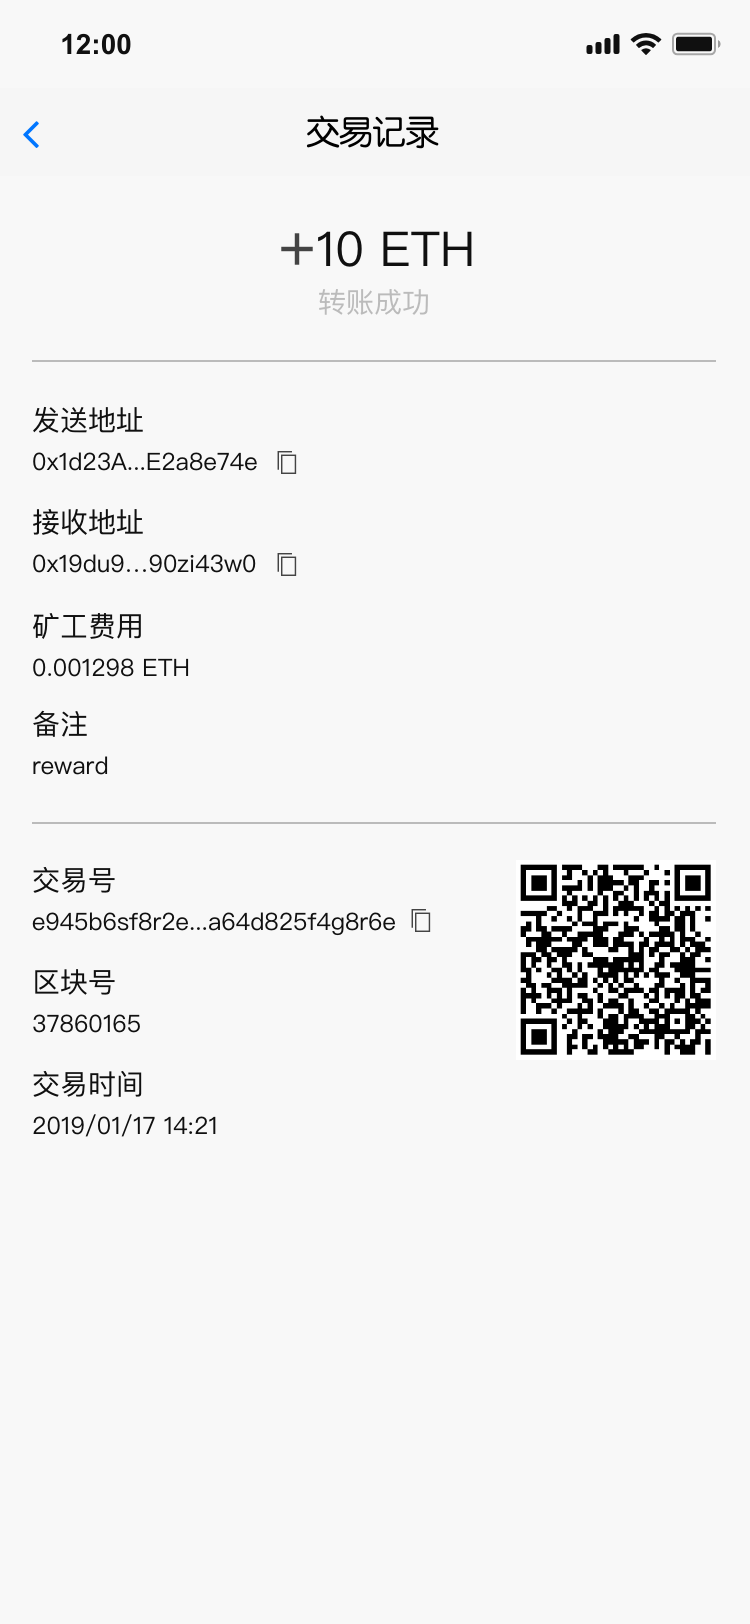 12:00
交易记录
+10 ETH
转账成功
发送地址
0x1d23A...E2a8e74e
接收地址
0x19du9...90zi43w0
矿工费用
0.001298 ETH
备注
reward
交易号
e945b6sf8r2e...a64d825f4g8r6e
区块号
37860165
交易时间
2019/01/17 14:21